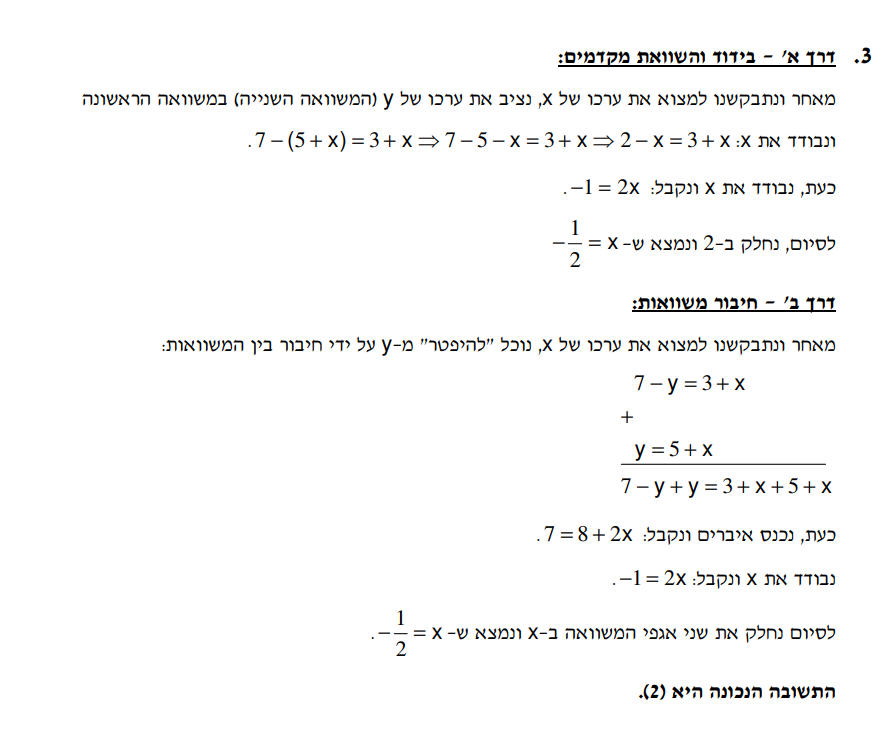 3. דרך א' – בידוד והשוואת מקדמים:
מאחר ונתבקשנו למצוא את ערכו של x, נציב את ערכו של y (המשוואה השנייה) במשוואה הראשונה
ונבודד את x: 7 − (5 + x) = 3 + x ⇒ 7 − 5 − x = 3 + x ⇒ 2 − x = 3 + x.
כעת, נבודד את x ונקבל: −1 = 2x.
לסיום, נחלק ב-2 ונמצא ש- −1/2 = x
דרך ב' – חיבור משוואות:
מאחר ונתבקשנו למצוא את ערכו של x, נוכל "להיפטר" מ-y על ידי חיבור בין המשוואות:
7 − y = 3 + x
+
y = 5 + x
7 − y + y = 3 + x + 5 + x
כעת, נכנס איברים ונקבל: 7 = 8 + 2x.
נבודד את x ונקבל: −1 = 2x.
לסיום נחלק את שני אגפי המשוואה ב-x ונמצא ש- −1/2 = x.
התשובה הנכונה היא (2).